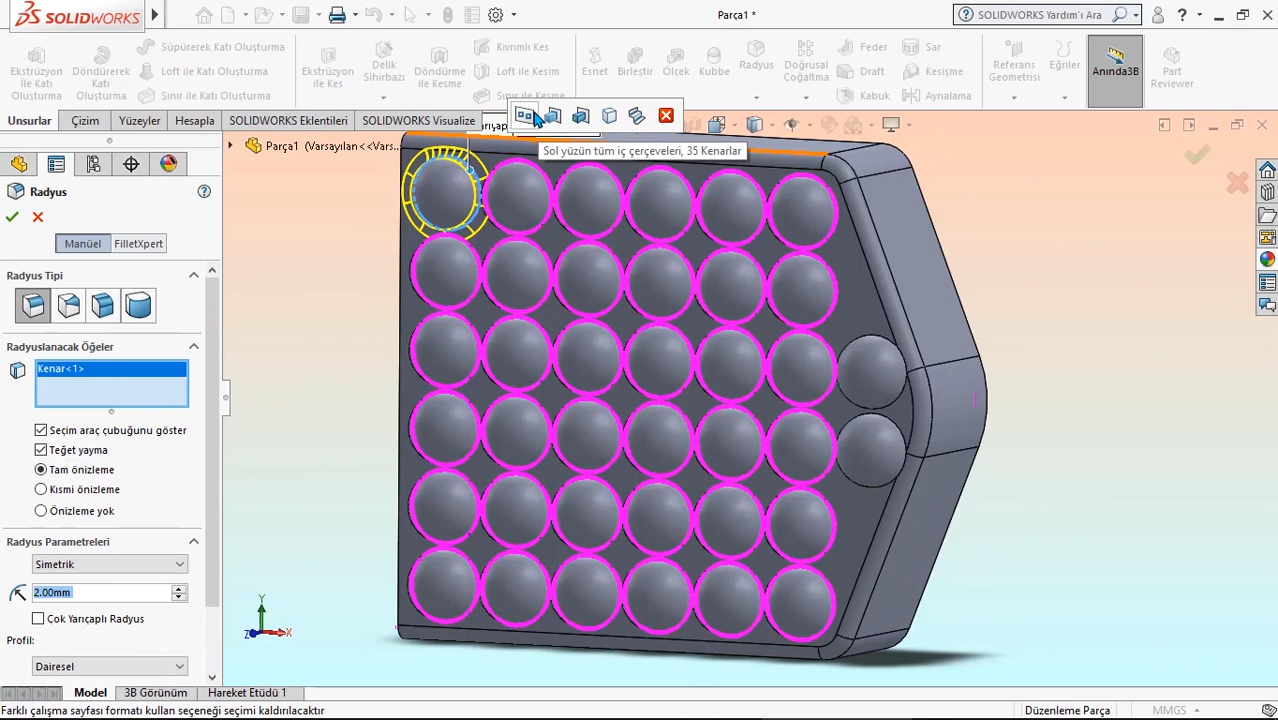 SOLIDWORKS
Parça1 *
SOLIDWORKS Yardım'ı Ara
Ekstrüzyon ile Katı Oluşturma
Döndürerek Katı Oluşturma
Süpürerek Katı Oluşturma
Loft ile Katı Oluşturma
Sınır ile Katı Oluşturma
Ekstrüzyon ile Kes
Delik Sihirbazı
Döndürme ile Kesme
Kıvrımlı Kes
Loft ile Kesim
Sınır ile Kesme
Esnet
Birleştir
Ölçek
Kubbe
Radyus
Doğrusal Çoğaltma
Feder
Draft
Kabuk
Sar
Kesişme
Aynalama
Referans Geometri
Eğriler
Anında3B
Part Reviewer
Unsurlar
Çizim
Yüzeyler
Hesapla
SOLIDWORKS Eklentileri
SOLIDWORKS Visualize
Sol yüzün tüm iç çerçeveleri, 35 Kenarlar
Parça1 (Varsayılan <<Vars...
Radyus
Manüel
FilletXpert
Radyus Tipi
Radyuslanacak Öğeler
Kenar<1>
Seçim araç çubuğunu göster
Teğet yayma
Tam önizleme
Kısmi önizleme
Önizleme yok
Radyus Parametreleri
Simetrik
2.00mm
Çok Yarıçaplı Radyus
Profil:
Dairesel
Y
Z
X
Model
3B Görünüm
Hareket Etüdü 1
Farklı çalışma sayfası formatı kullan seçeneği seçimi kaldırılacaktır
Düzenleme Parça
MMGS